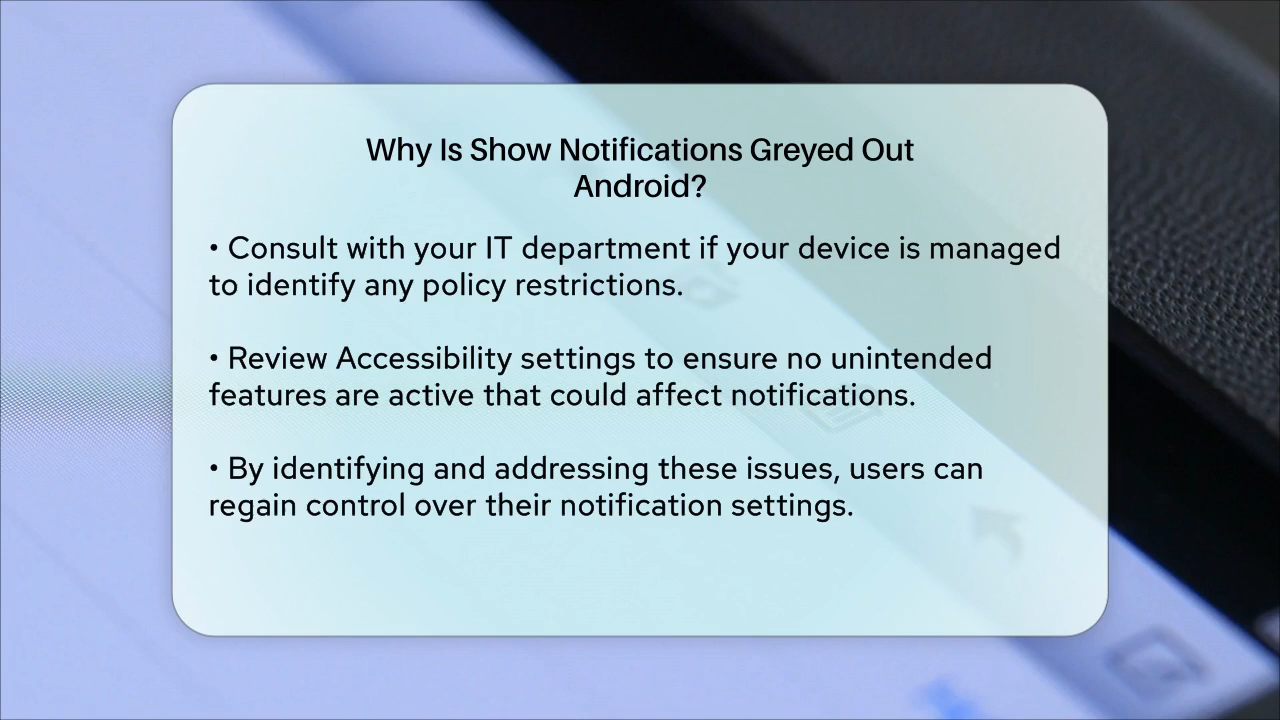 Why Is Show Notifications Greyed Out
Android?
• Consult with your IT department if your device is managed
to identify any policy restrictions.
• Review Accessibility settings to ensure no unintended
features are active that could affect notifications.
• By identifying and addressing these issues, users can
regain control over their notification settings.